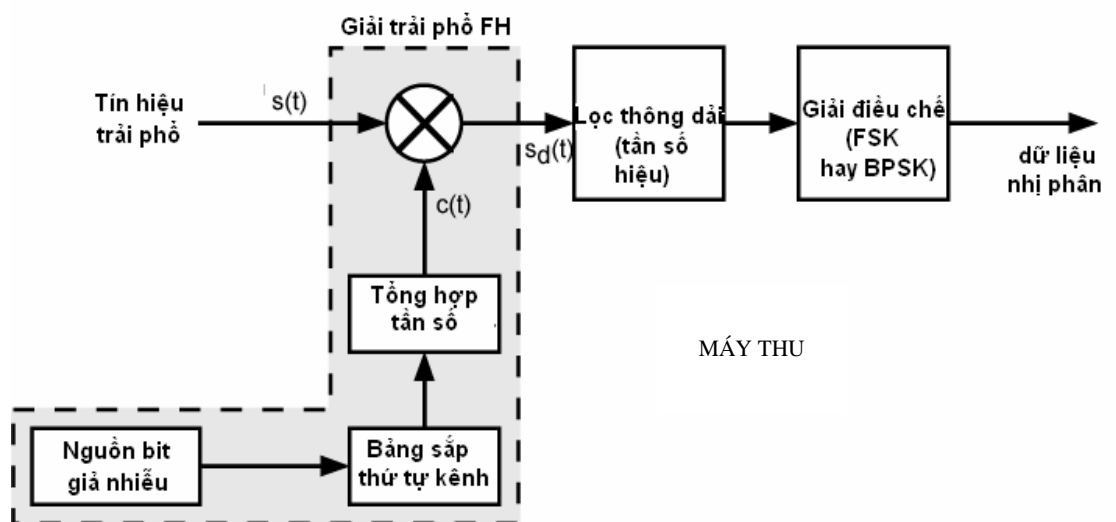 Giải trải phổ FH
Tín hiệu
trải phổ
s(t)
s_d(t)
Lọc thông dải
(tần số
hiệu)
Giải điều chế
(FSK
hay BPSK)
dữ liệu
nhị phân
c(t)
Tổng hợp
tần số
MÁY THU
Nguồn bit
giả nhiễu
Bảng sắp
thứ tự kênh